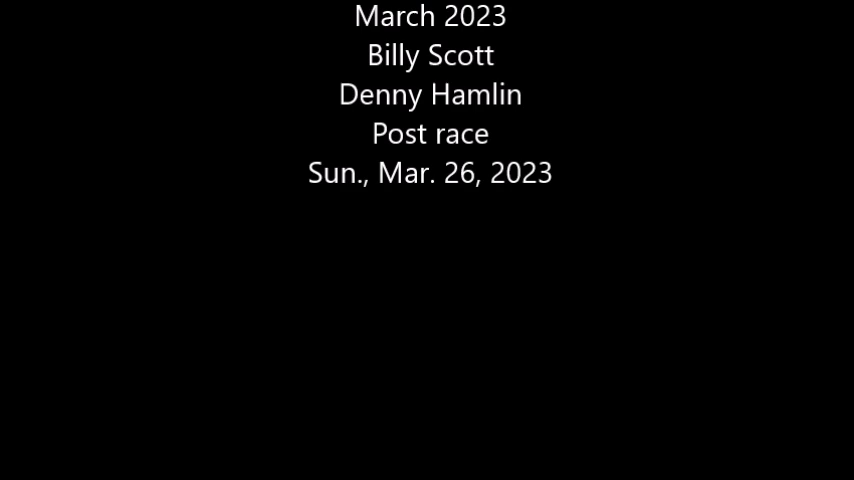 March 2023
Billy Scott
Denny Hamlin
Post race
Sun., Mar. 26, 2023